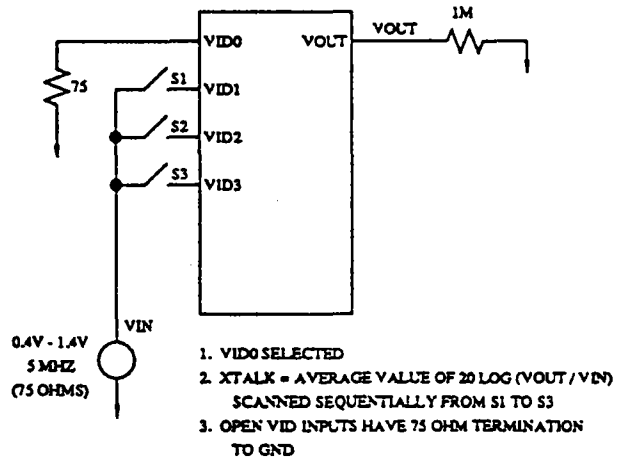 1M
VID0 VOUT VOUT
75
S1 VID1
S2 VID2
S3 VID3
VIN
0.4V - 1.4V
5 MHZ
(75 OHMS)
1. VID0 SELECTED
2. XTALK = AVERAGE VALUE OF 20 LOG (VOUT / VIN)
SCANNED SEQUENTIALLY FROM S1 TO S3
3. OPEN VID INPUTS HAVE 75 OHM TERMINATION
TO GND